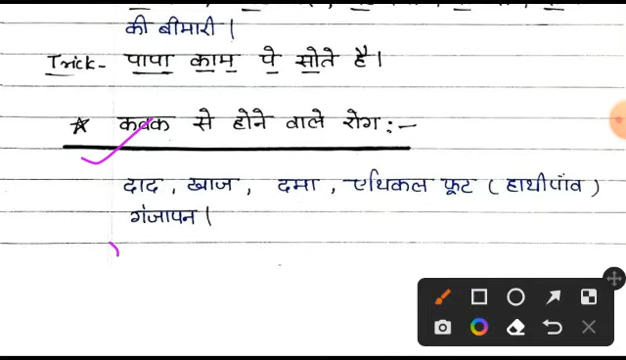 की बीमारी।
Trick- पापा काम पे सोते है।
* कवक से होने वाले रोग :-
दाद, खाज, दमा, एथिकल फूट (हाथीपाँव)
गंजापन।